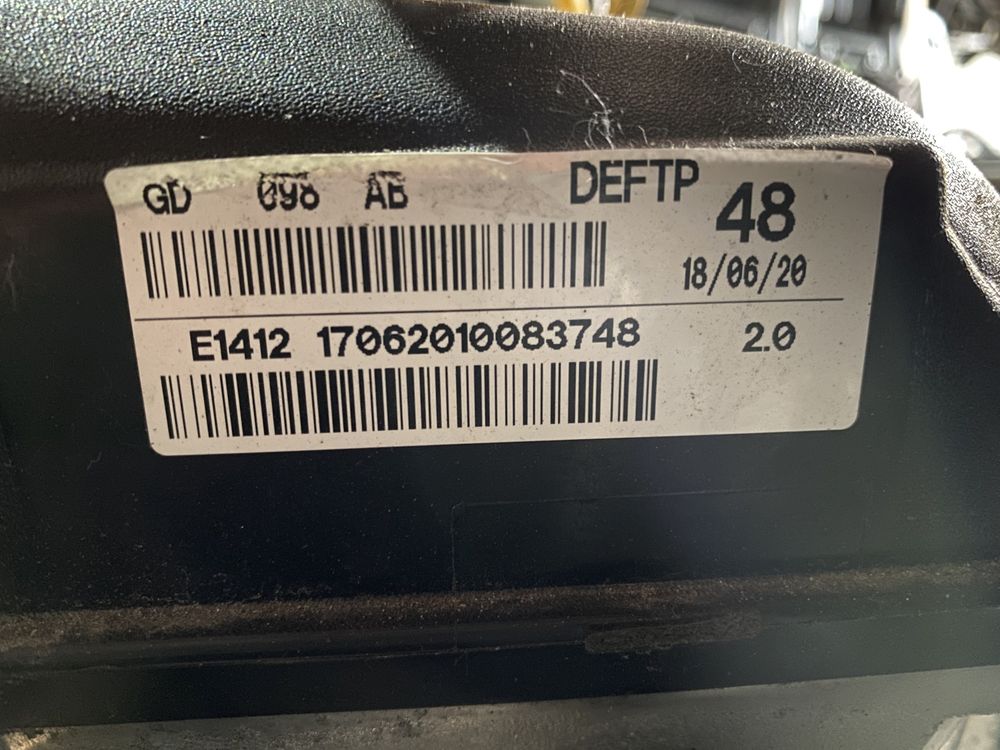 GD 098 AB DEFTP 48
18/06/20
E1412 17062010083748 2.0